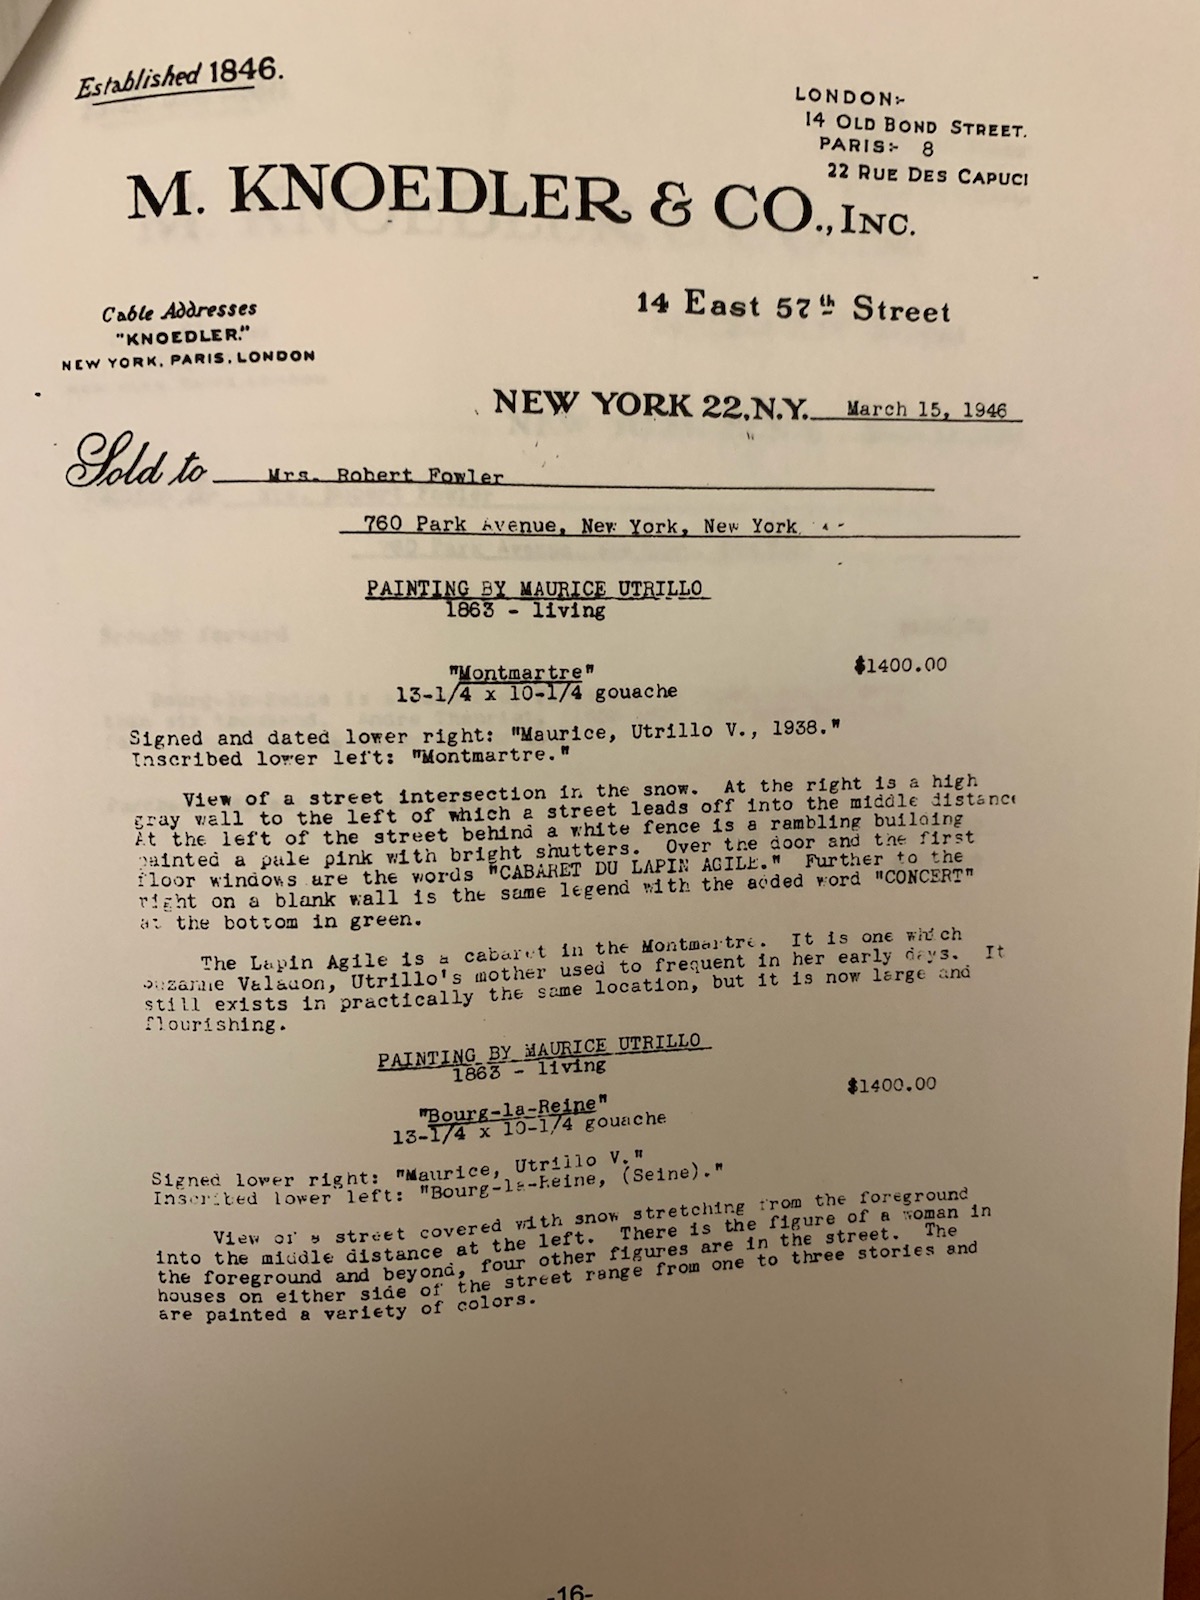 Established 1846.
LONDON:-
14 OLD BOND STREET.
PARIS:- 8
22 RUE DES CAPUCI
M. KNOEDLER & CO., INC.
Cable Addresses
"KNOEDLER."
NEW YORK, PARIS, LONDON
14 East 57th Street
NEW YORK 22, N.Y. March 15, 1946
Sold to Mrs. Robert Fowler
760 Park Avenue, New York, New York
PAINTING BY MAURICE UTRILLO
1863 - living
"Montmartre" $1400.00
13-1/4 x 10-1/4 gouache
Signed and dated lower right: "Maurice, Utrillo V., 1938."
Inscribed lower left: "Montmartre."
View of a street intersection in the snow. At the right is a high
gray wall to the left of which a street leads off into the middle distance
At the left of the street behind a white fence is a rambling building
painted a pale pink with bright shutters. Over the door and the first
floor windows are the words "CABARET DU LAPIN AGILE." Further to the
right on a blank wall is the same legend with the added word "CONCERT"
at the bottom in green.
The Lapin Agile is a cabaret in the Montmartre. It is one which
Suzanne Valadon, Utrillo's mother used to frequent in her early days. It
still exists in practically the same location, but it is now large and
flourishing.
PAINTING BY MAURICE UTRILLO
1863 - living
$1400.00
"Bourg-la-Reine"
13-1/4 x 10-1/4 gouache
Signed lower right: "Maurice, Utrillo V."
Inscribed lower left: "Bourg-la-Reine, (Seine)."
View of a street covered with snow stretching from the foreground
into the middle distance at the left. There is the figure of a woman in
the foreground and beyond, four other figures are in the street. The
houses on either side of the street range from one to three stories and
are painted a variety of colors.
-16-